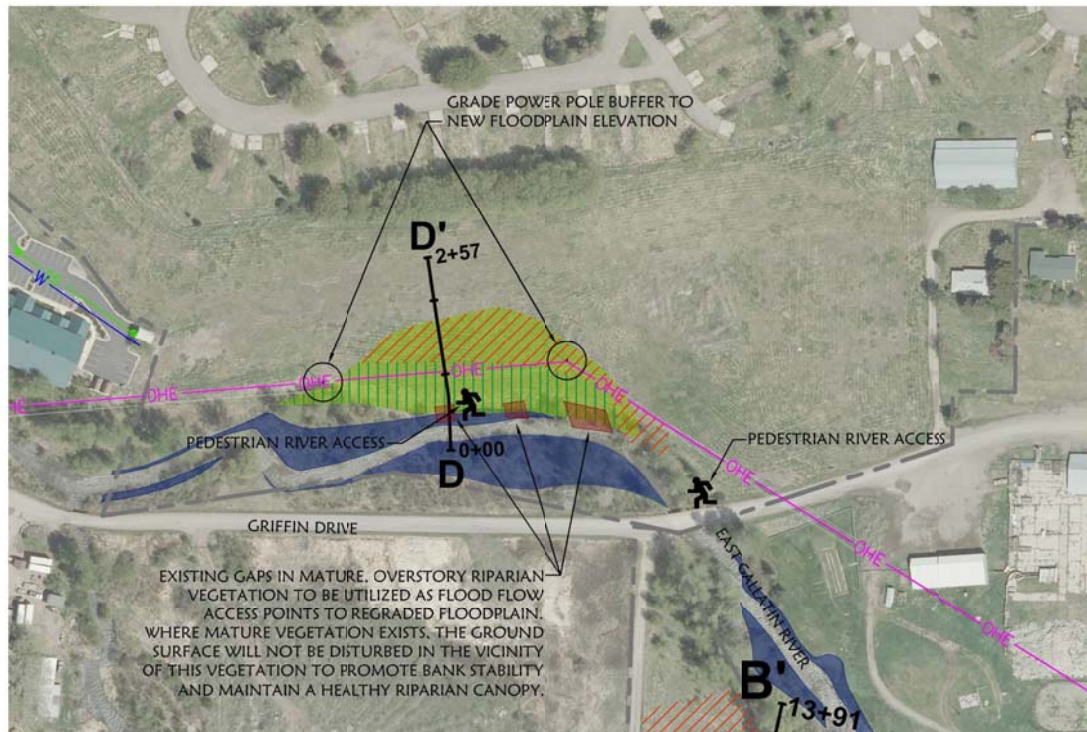 GRADE POWER POLE BUFFER TO
NEW FLOODPLAIN ELEVATION
D'
2+57
W
OHE
OHE
OHE
OHE
OHE
HE
PEDESTRIAN RIVER ACCESS
0+00
D
PEDESTRIAN RIVER ACCESS
OHE
OHE
OHE
GRIFFIN DRIVE
EAST GALLATIN RIVER
EXISTING GAPS IN MATURE, OVERSTORY RIPARIAN
VEGETATION TO BE UTILIZED AS FLOOD FLOW
ACCESS POINTS TO REGRADED FLOODPLAIN.
WHERE MATURE VEGETATION EXISTS, THE GROUND
SURFACE WILL NOT BE DISTURBED IN THE VICINITY
OF THIS VEGETATION TO PROMOTE BANK STABILITY
AND MAINTAIN A HEALTHY RIPARIAN CANOPY.
B'
13+91